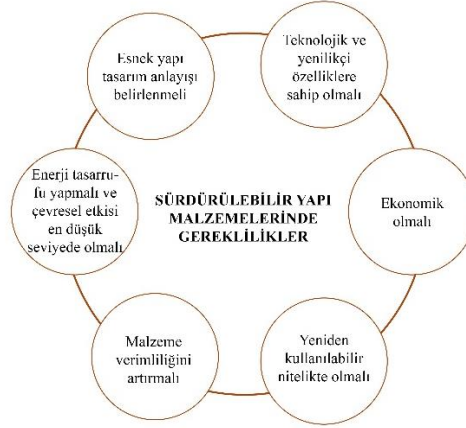 Esnek yapı
tasarım anlayışı
belirlenmeli
Teknolojik ve
yenilikçi
özelliklere
sahip olmalı
Enerji tasarru-
fu yapmalı ve
çevresel etkisi
en düşük
seviyede olmalı
SÜRDÜRÜLEBİLİR YAPI
MALZEMELERİNDE
GEREKLİLİKLER
Ekonomik
olmalı
Malzeme
verimliliğini
artırmalı
Yeniden
kullanılabilir
nitelikte olmalı